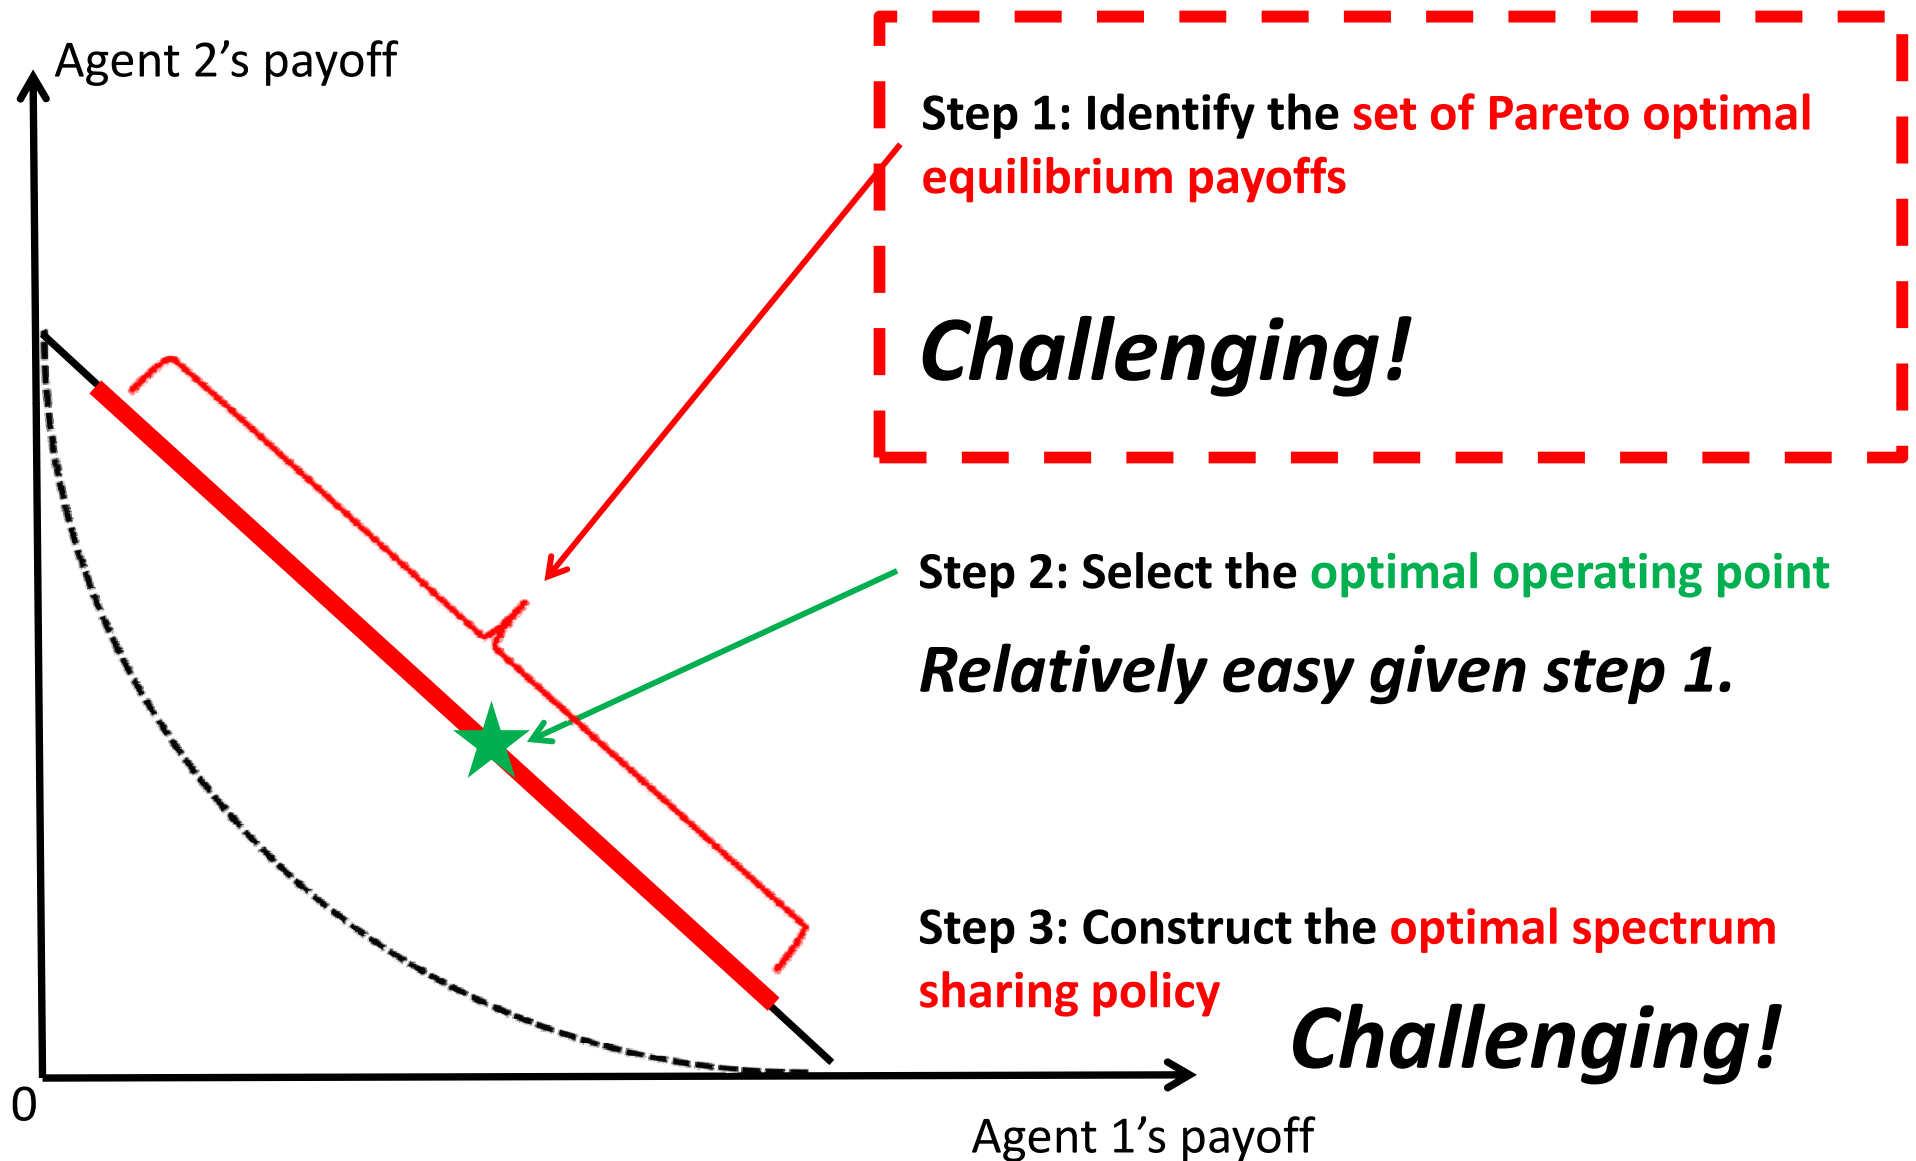 Agent 2’s payoff
Step 1: Identify the set of Pareto optimal
equilibrium payoffs
Challenging!
Step 2: Select the optimal operating point
Relatively easy given step 1.
Step 3: Construct the optimal spectrum
sharing policy
Challenging!
0
Agent 1’s payoff